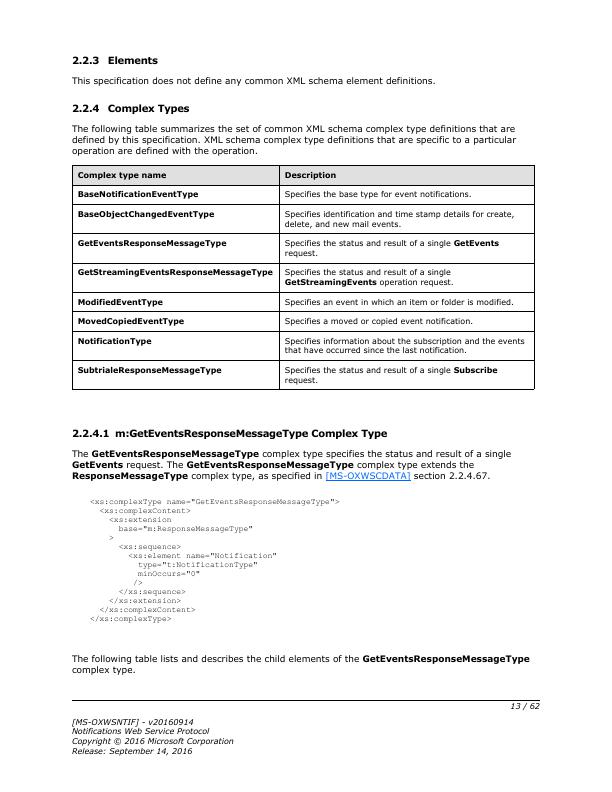 2.2.3 Elements
This specification does not define any common XML schema element definitions.
2.2.4 Complex Types
The following table summarizes the set of common XML schema complex type definitions that are
defined by this specification. XML schema complex type definitions that are specific to a particular
operation are defined with the operation.
Complex type name Description
BaseNotificationEventType Specifies the base type for event notifications.
BaseObjectChangedEventType Specifies identification and time stamp details for create,
delete, and new mail events.
GetEventsResponseMessageType Specifies the status and result of a single GetEvents
request.
GetStreamingEventsResponseMessageType Specifies the status and result of a single
GetStreamingEvents operation request.
ModifiedEventType Specifies an event in which an item or folder is modified.
MovedCopiedEventType Specifies a moved or copied event notification.
NotificationType Specifies information about the subscription and the events
that have occurred since the last notification.
SubtrialeResponseMessageType Specifies the status and result of a single Subscribe
request.
2.2.4.1 m:GetEventsResponseMessageType Complex Type
The GetEventsResponseMessageType complex type specifies the status and result of a single
GetEvents request. The GetEventsResponseMessageType complex type extends the
ResponseMessageType complex type, as specified in [MS-OXWSCDATA] section 2.2.4.67.
<xs:complexType name="GetEventsResponseMessageType">
<xs:complexContent>
<xs:extension
base="m:ResponseMessageType"
>
<xs:sequence>
<xs:element name="Notification"
type="t:NotificationType"
minOccurs="0"
/>
</xs:sequence>
</xs:extension>
</xs:complexContent>
</xs:complexType>
The following table lists and describes the child elements of the GetEventsResponseMessageType
complex type.
13 / 62
[MS-OXWSNTIF] - v20160914
Notifications Web Service Protocol
Copyright © 2016 Microsoft Corporation
Release: September 14, 2016